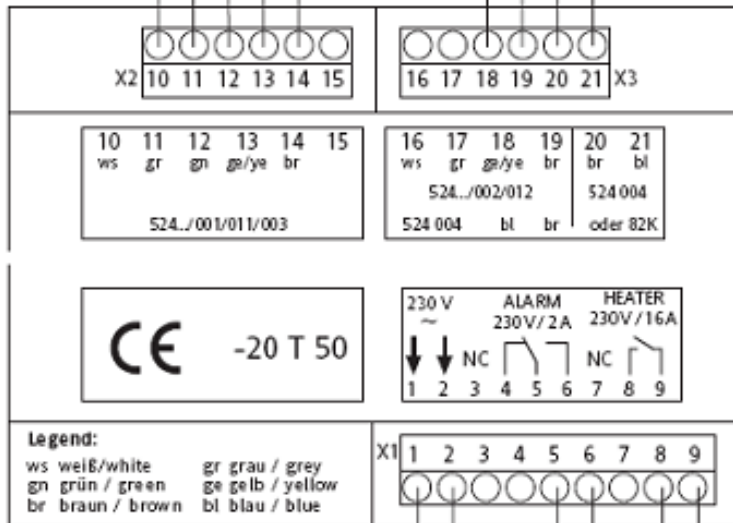 X2 10 11 12 13 14 15
16 17 18 19 20 21 X3
10 11 12 13 14 15
ws gr gn ge/ye br
524../001/011/003
16 17 18 19 20 21
ws gr ge/ye br br bl
524../002/012 524 004
524 004 bl br oder 82K
CE -20 T 50
230 V ALARM HEATER
~ 230V/2A 230V/16A
NC NC
1 2 3 4 5 6 7 8 9
Legend:
ws weiß/white gr grau / grey
gn grün / green ge gelb / yellow
br braun / brown bl blau / blue
X1 1 2 3 4 5 6 7 8 9